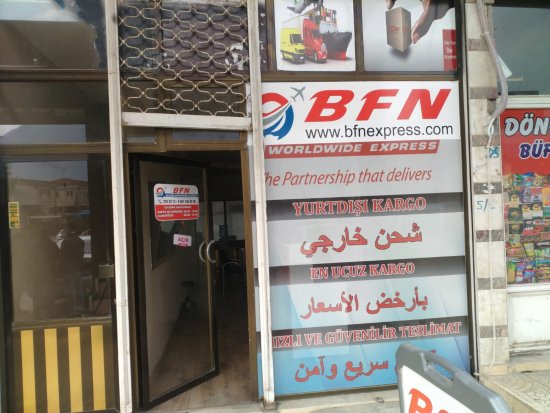 BFN
www.bfnexpress.com
WORLDWIDE EXPRESS
The Partnership that delivers
YURTDIŞI KARGO
شحن خارجي
EN UCUZ KARGO
بأرخض الأسعار
HIZLI VE GÜVENİLİR TESLİMAT
سريع وآمن
BFN
AÇIK
DÖN
BÜF